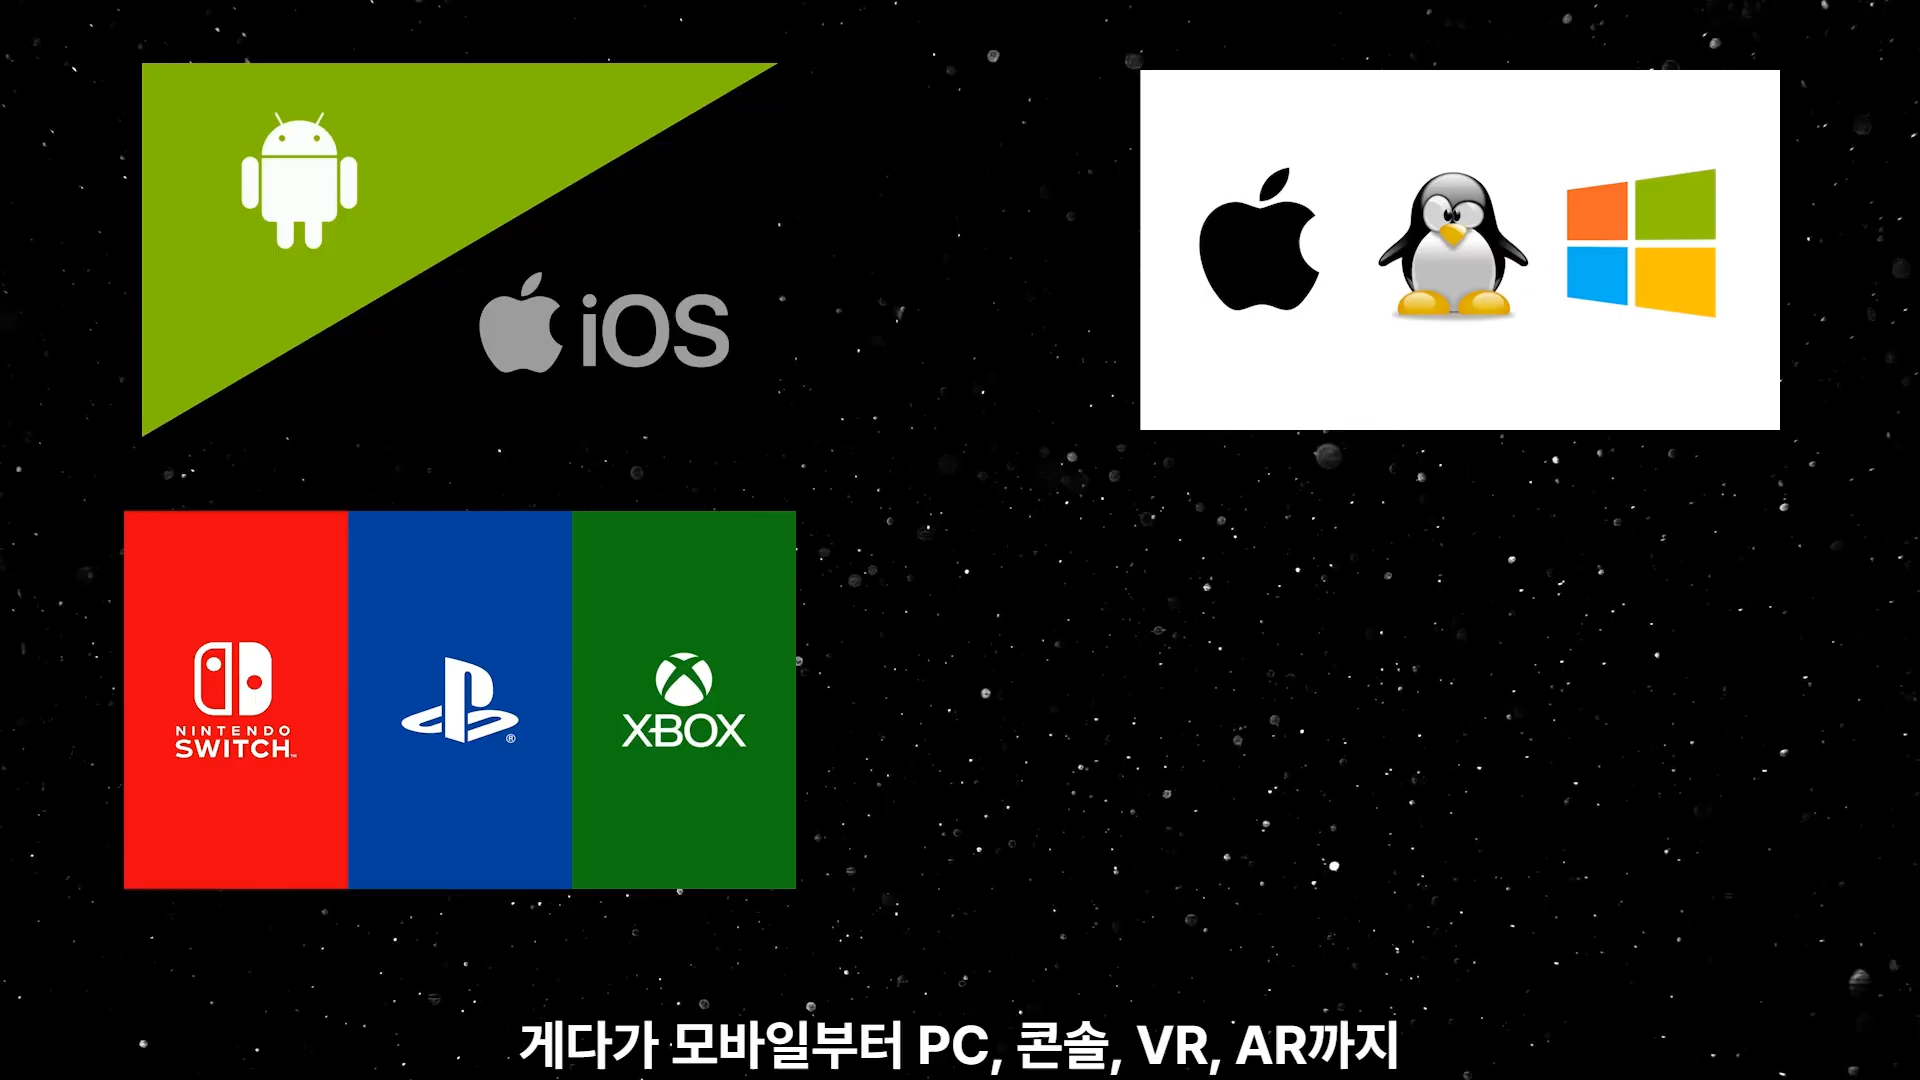 iOS
NINTENDO
SWITCH™
®
XBOX
게다가 모바일부터 PC, 콘솔, VR, AR까지